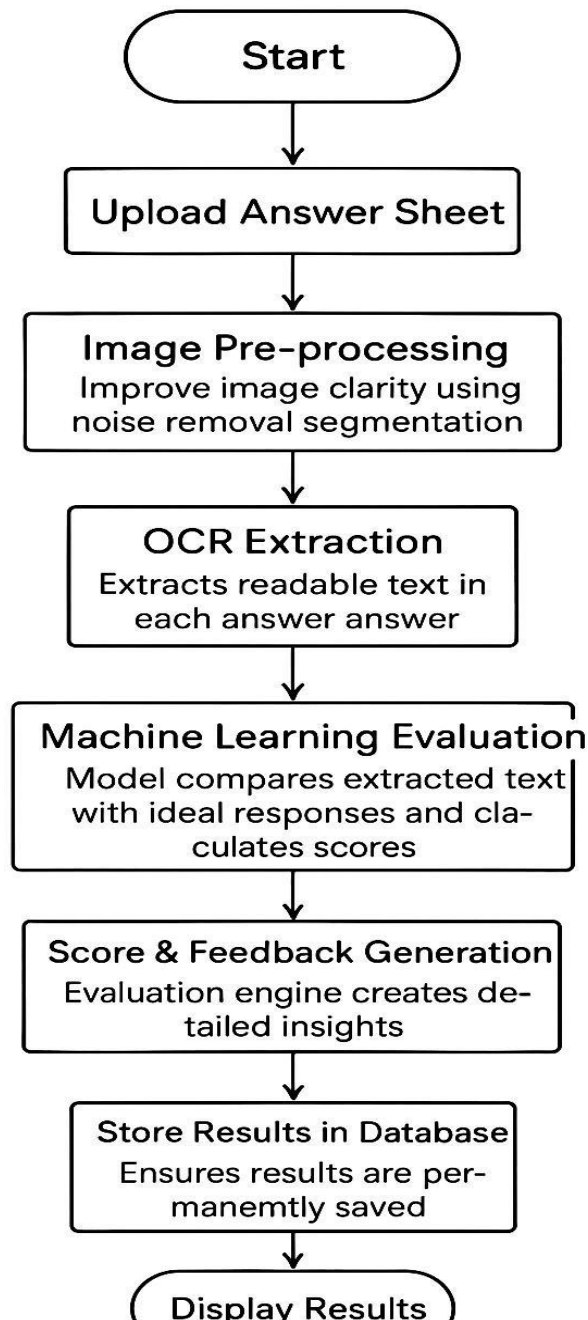 Start
Upload Answer Sheet
Image Pre-processing
Improve image clarity using
noise removal segmentation
OCR Extraction
Extracts readable text in
each answer answer
Machine Learning Evaluation
Model compares extracted text
with ideal responses and cla-
culates scores
Score & Feedback Generation
Evaluation engine creates de-
tailed insights
Store Results in Database
Ensures results are per-
manemtly saved
Display Results